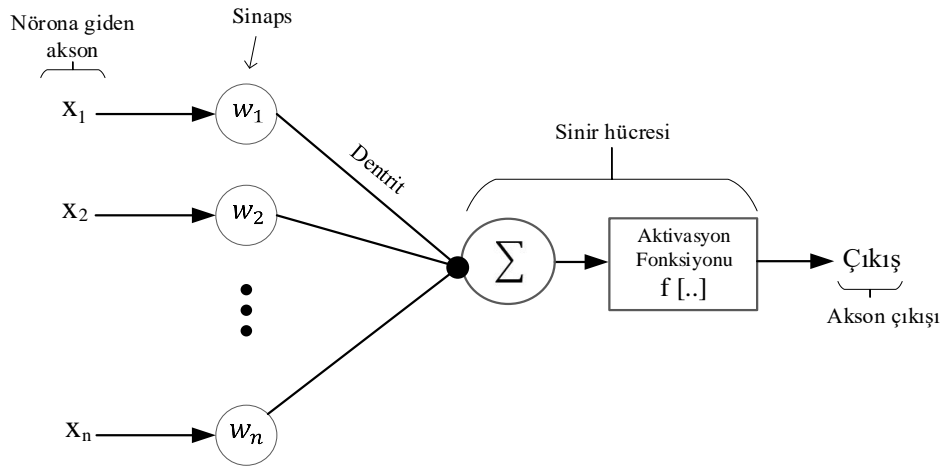 Nörona giden
akson
Sinaps
x₁
w₁
Dentrit
Sinir hücresi
x₂
w₂
∑
Aktivasyon
Fonksiyonu
f [..]
Çıkış
Akson çıkışı
xₙ
wₙ